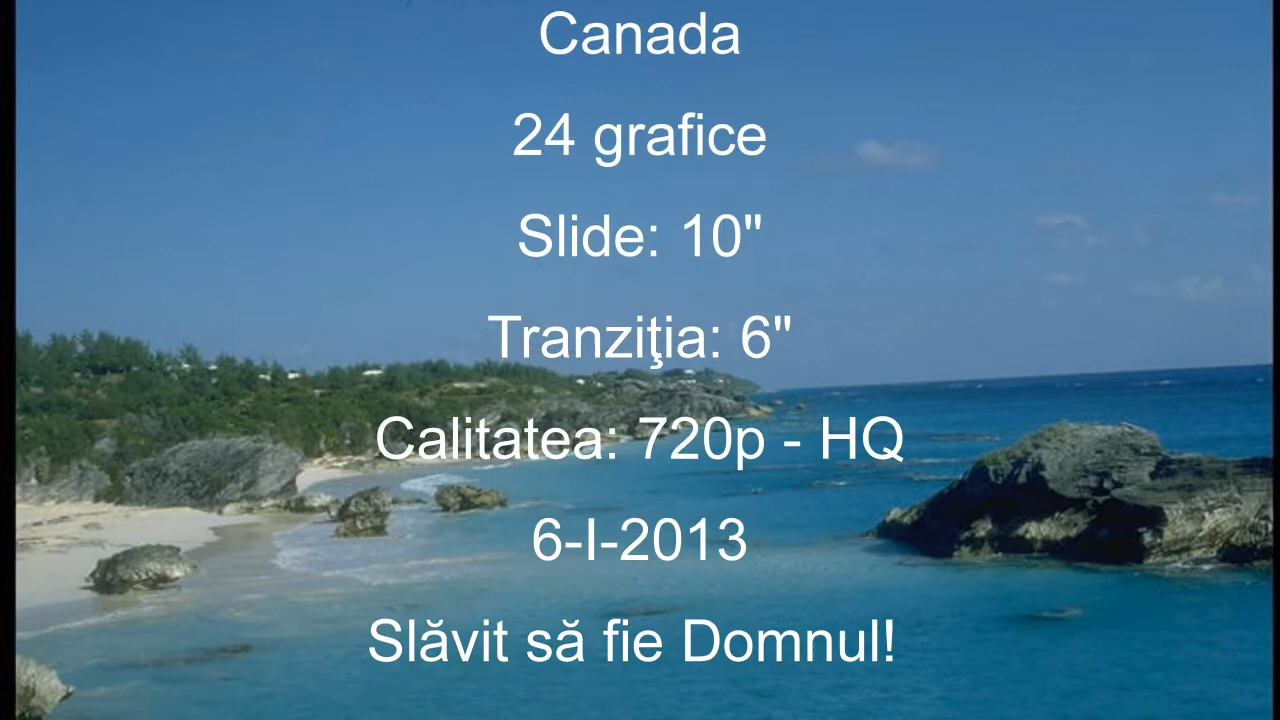 Canada
24 grafice
Slide: 10"
Tranziţia: 6"
Calitatea: 720p - HQ
6-I-2013
Slăvit să fie Domnul!